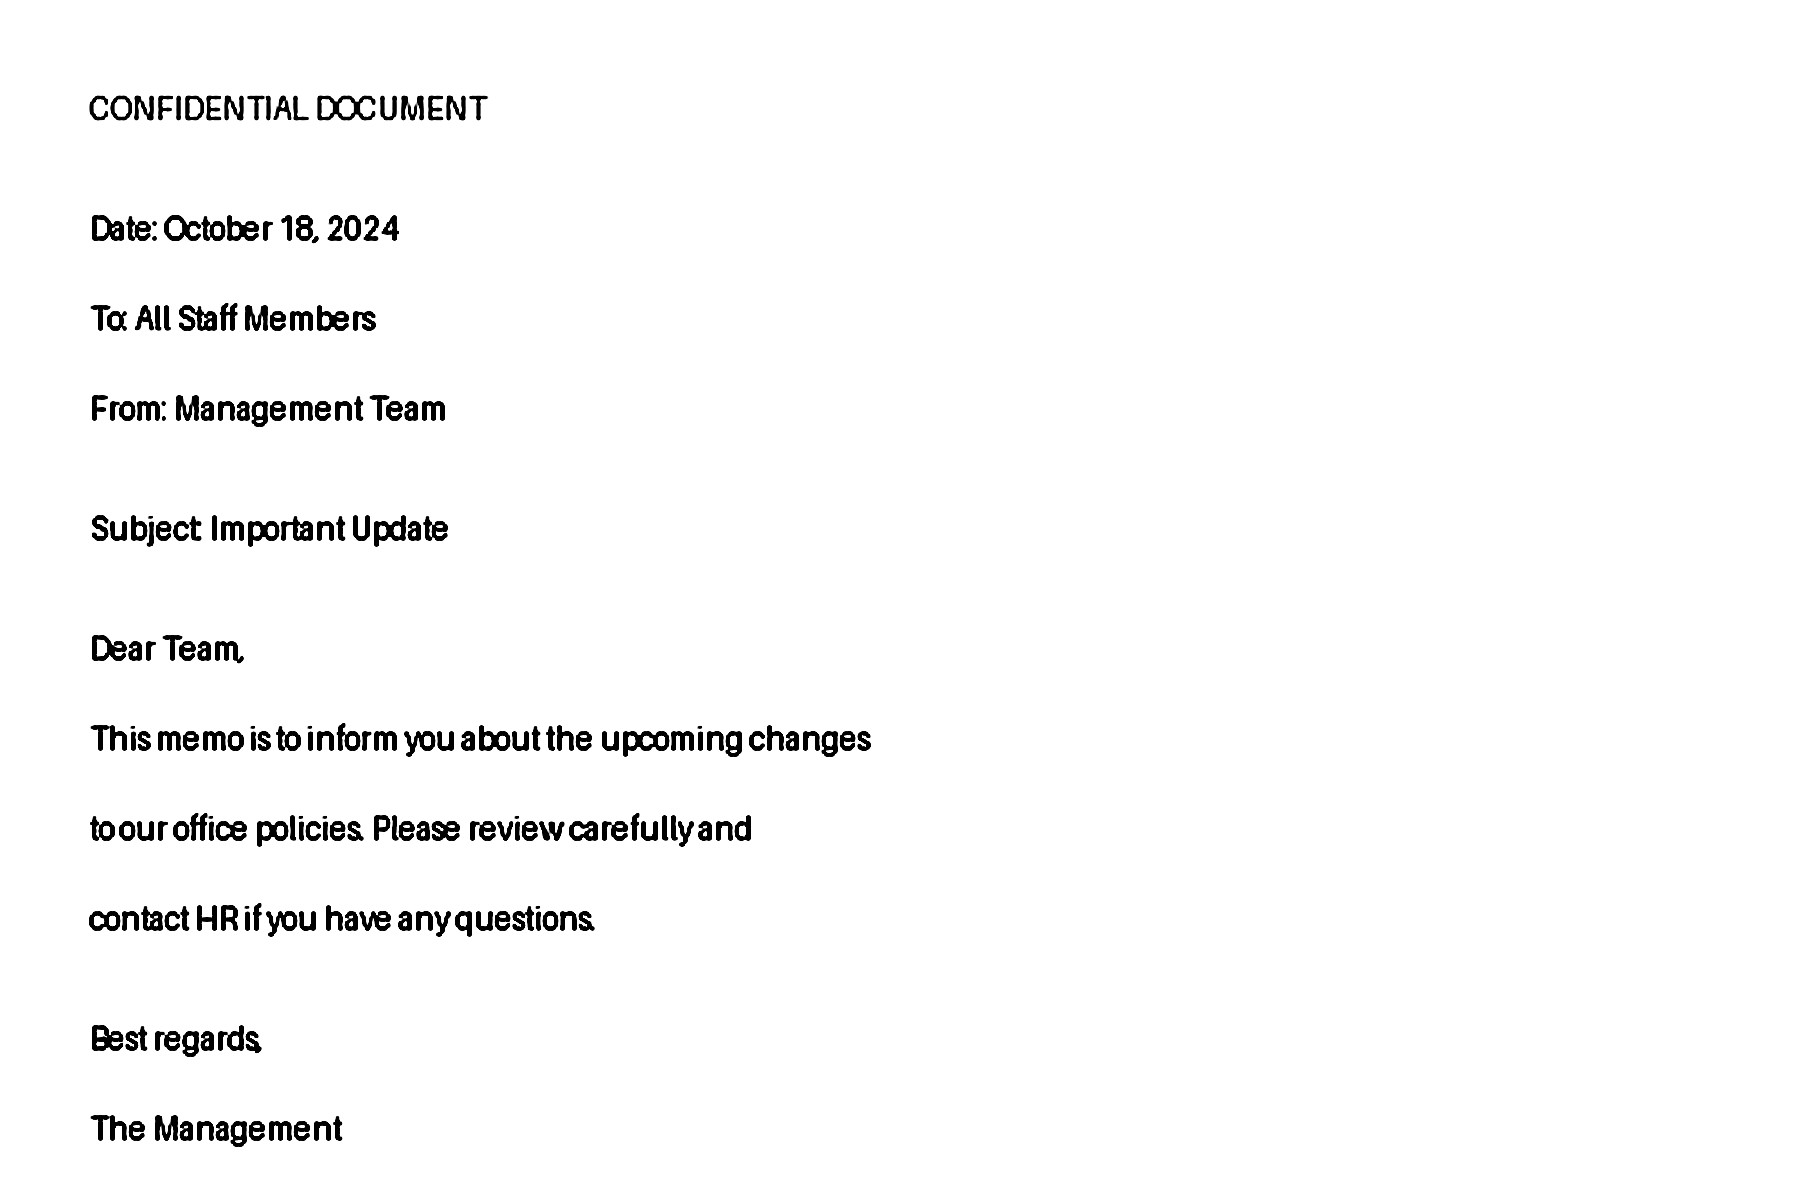 CONFIDENTIAL DOCUMENT
Date: October 18, 2024
To: All Staff Members
From: Management Team
Subject: Important Update
Dear Team,
This memo is to inform you about the upcoming changes
to our office policies. Please review carefully and
contact HR if you have any questions.
Best regards,
The Management